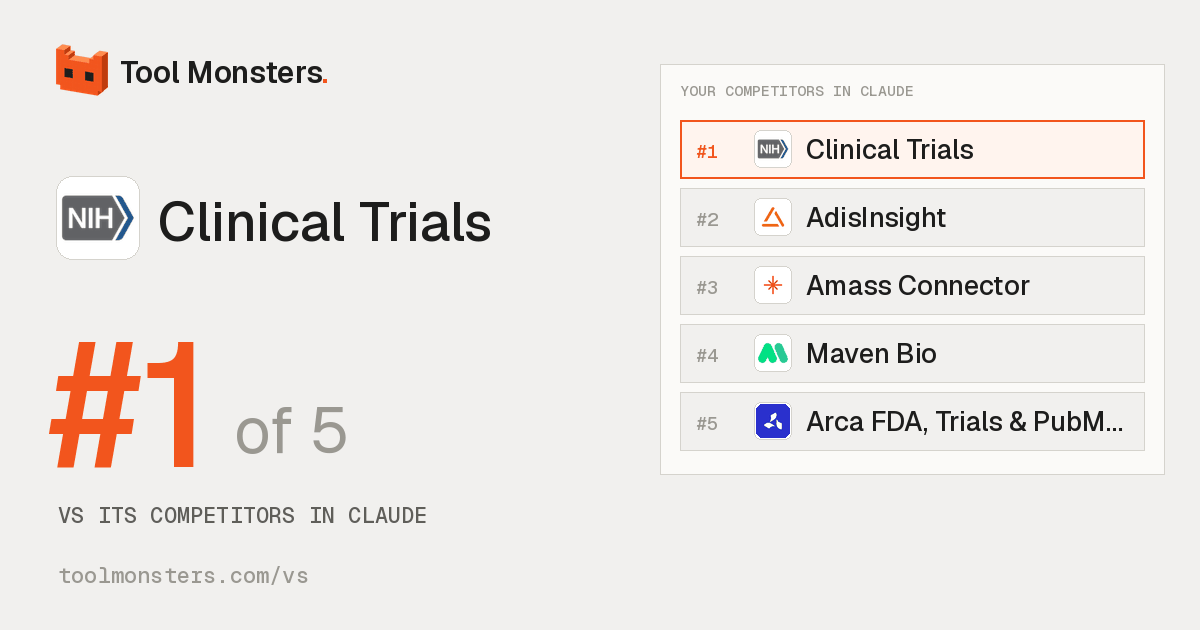 Tool Monsters.
NIH
Clinical Trials
#1 of 5
VS ITS COMPETITORS IN CLAUDE
toolmonsters.com/vs
YOUR COMPETITORS IN CLAUDE
#1 NIH Clinical Trials
#2 AdisInsight
#3 Amass Connector
#4 Maven Bio
#5 Arca FDA, Trials & PubM...